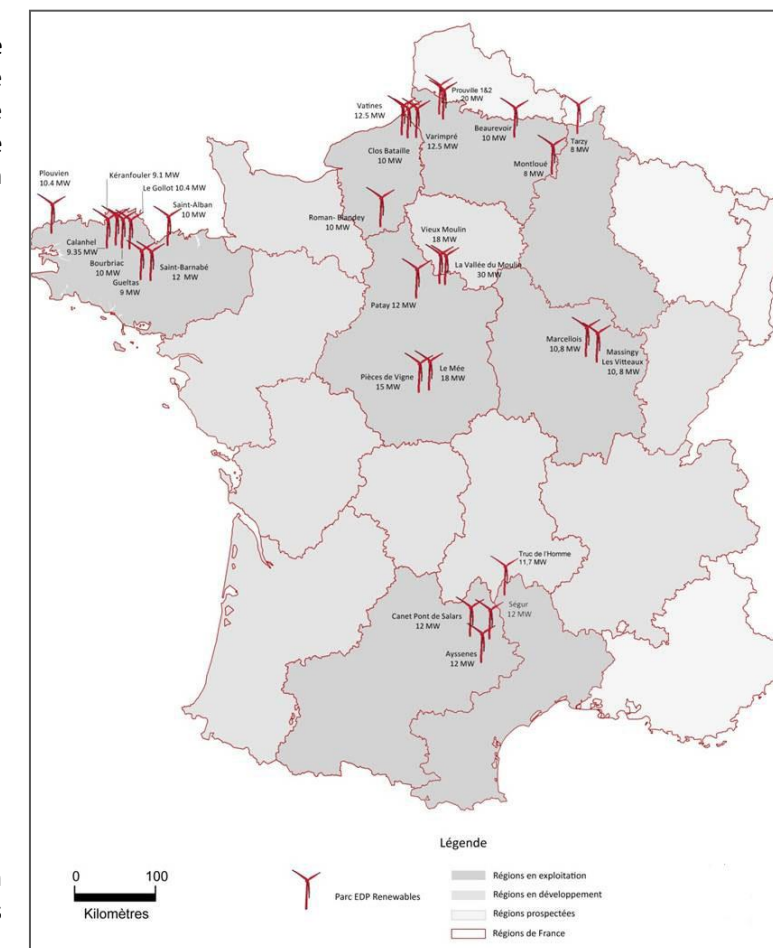 Prouville 1&2
20 MW
Vatines
12.5 MW
Varimpré
12.5 MW
Beaurevoir
10 MW
Tarzy
8 MW
Clos Bataille
10 MW
Montloué
8 MW
Plouvien
10.4 MW
Kéranfouler 9.1 MW
Le Gollot 10.4 MW
Saint-Alban
10 MW
Roman- Blandey
10 MW
Vieux Moulin
18 MW
Calanhel
9.35 MW
Bourbriac
10 MW
Gueltas
9 MW
Saint-Barnabé
12 MW
La Vallée du Moulin
30 MW
Patay 12 MW
Marcellois
10,8 MW
Massingy
Les Vitteaux
10, 8 MW
Pièces de Vigne
15 MW
Le Mée
18 MW
Truc de l'Homme
11,7 MW
Canet Pont de Salars
12 MW
Ségur
12 MW
Ayssenes
12 MW
Légende
0 100
Kilomètres
Parc EDP Renewables
Régions en exploitation
Régions en développement
Régions prospectées
Régions de France